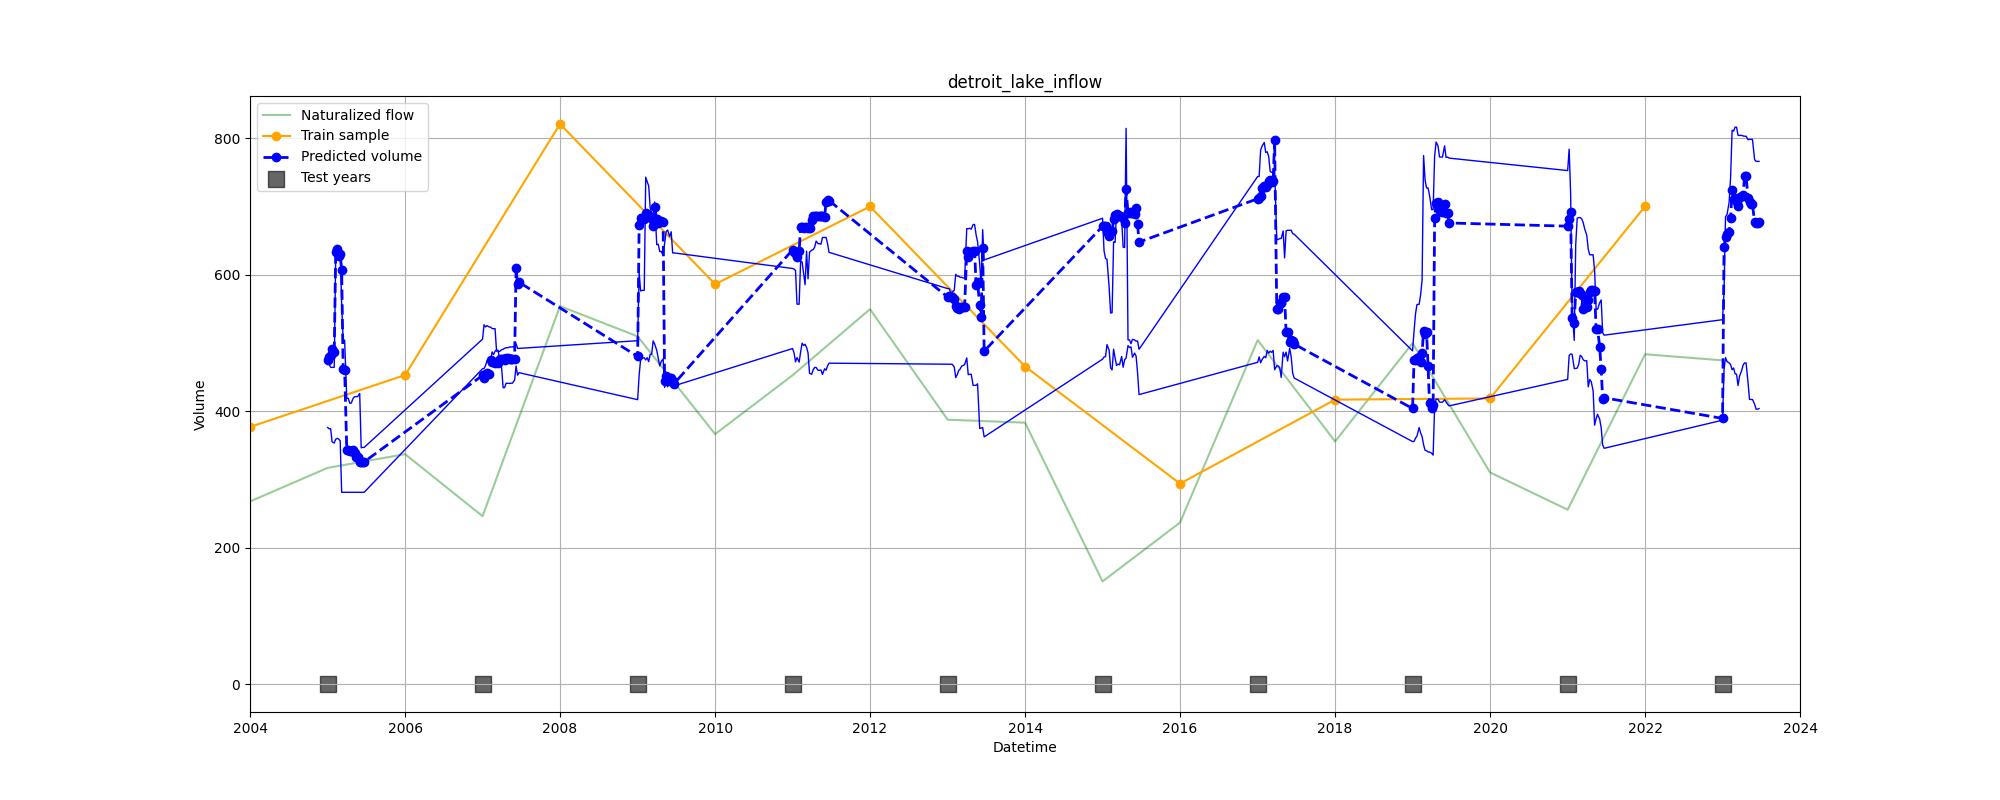 detroit_lake_inflow
Naturalized flow
Train sample
Predicted volume
Test years
Volume
800
600
400
200
0
2004 2006 2008 2010 2012 2014 2016 2018 2020 2022 2024
Datetime